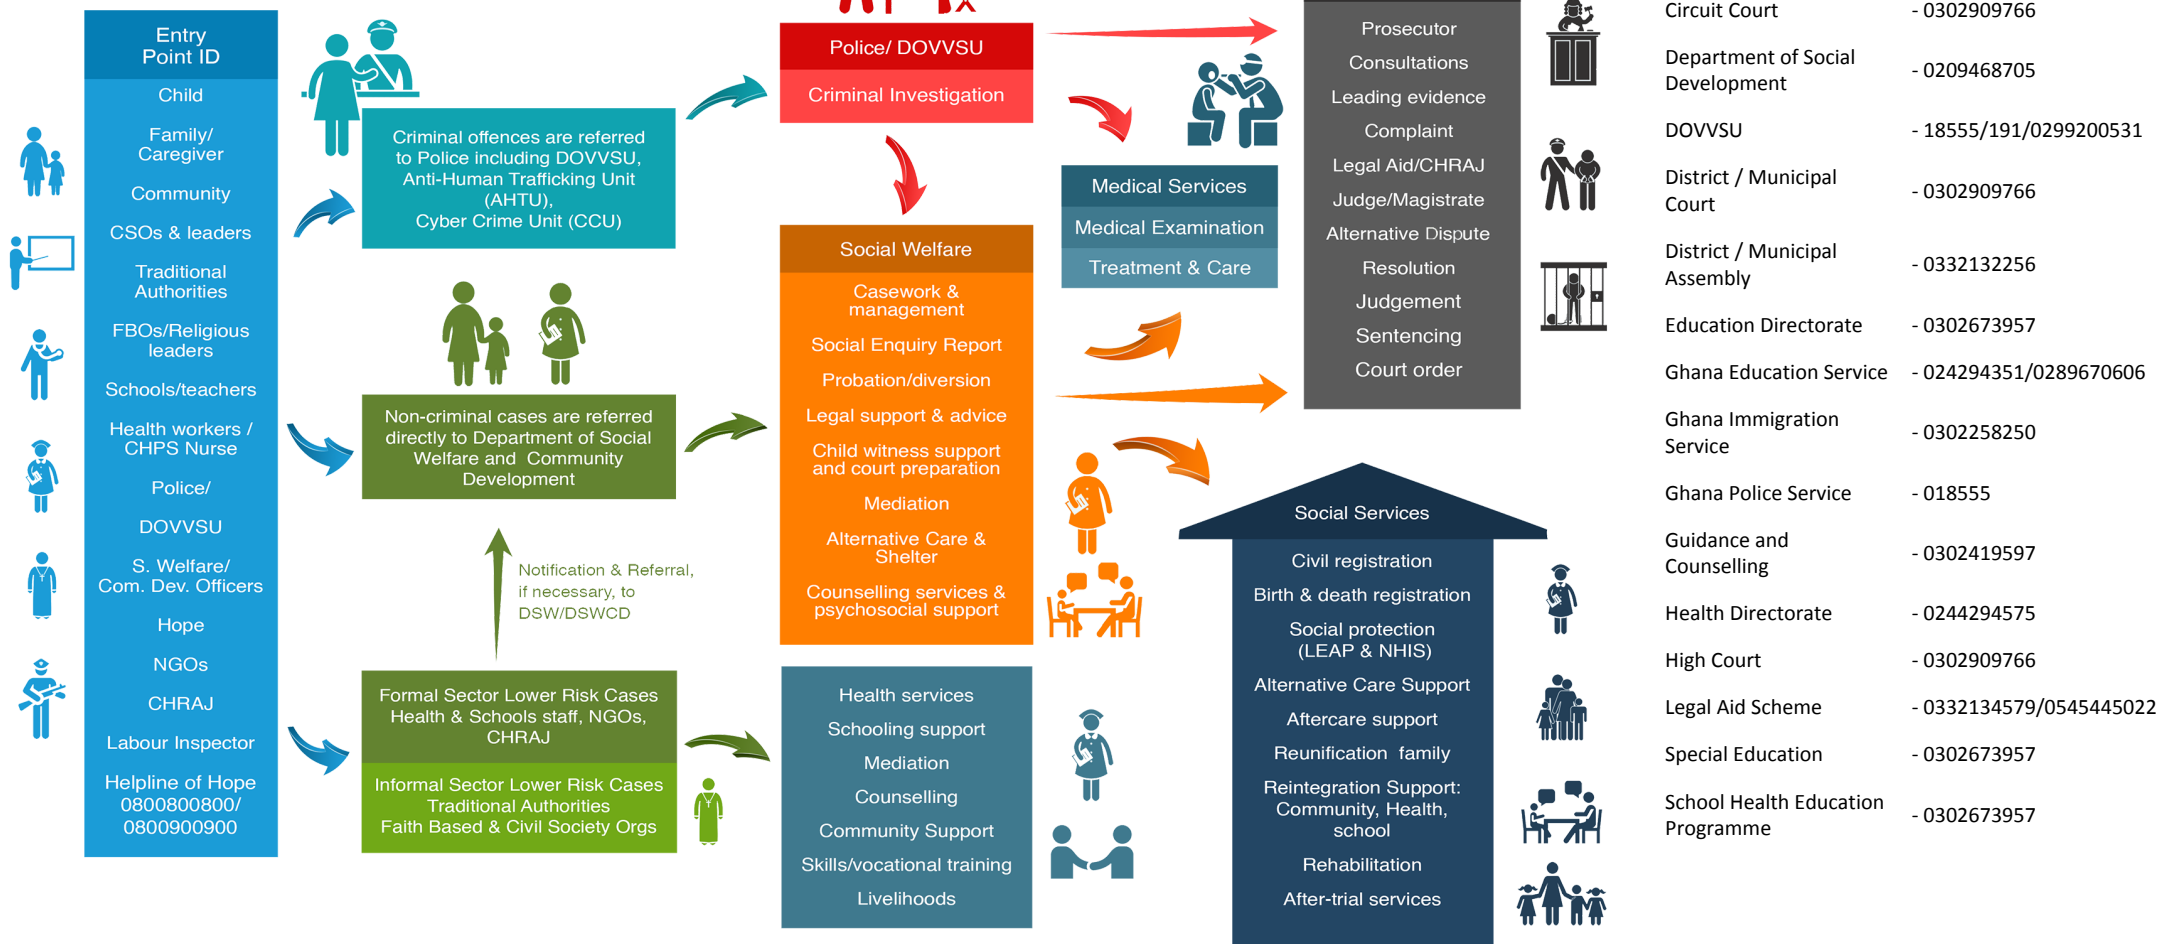 Entry
Point ID
Child
Family/
Caregiver
Community
CSOs & leaders
Traditional
Authorities
FBOs/Religious
leaders
Schools/teachers
Health workers /
CHPS Nurse
Police/
DOVVSU
S. Welfare/
Com. Dev. Officers
Hope
NGOs
CHRAJ
Labour Inspector
Helpline of Hope
0800800800/
0800900900
Criminal offences are referred
to Police including DOVVSU,
Anti-Human Trafficking Unit
(AHTU),
Cyber Crime Unit (CCU)
Non-criminal cases are referred
directly to Department of Social
Welfare and Community
Development
Notification & Referral,
if necessary, to
DSW/DSWCD
Formal Sector Lower Risk Cases
Health & Schools staff, NGOs,
CHRAJ
Informal Sector Lower Risk Cases
Traditional Authorities
Faith Based & Civil Society Orgs
Police/ DOVVSU
Criminal Investigation
Social Welfare
Casework &
management
Social Enquiry Report
Probation/diversion
Legal support & advice
Child witness support
and court preparation
Mediation
Alternative Care &
Shelter
Counselling services &
psychosocial support
Health services
Schooling support
Mediation
Counselling
Community Support
Skills/vocational training
Livelihoods
Medical Services
Medical Examination
Treatment & Care
Prosecutor
Consultations
Leading evidence
Complaint
Legal Aid/CHRAJ
Judge/Magistrate
Alternative Dispute
Resolution
Judgement
Sentencing
Court order
Social Services
Civil registration
Birth & death registration
Social protection
(LEAP & NHIS)
Alternative Care Support
Aftercare support
Reunification family
Reintegration Support:
Community, Health,
school
Rehabilitation
After-trial services
Circuit Court - 0302909766
Department of Social
Development - 0209468705
DOVVSU - 18555/191/0299200531
District / Municipal
Court - 0302909766
District / Municipal
Assembly - 0332132256
Education Directorate - 0302673957
Ghana Education Service - 024294351/0289670606
Ghana Immigration
Service - 0302258250
Ghana Police Service - 018555
Guidance and
Counselling - 0302419597
Health Directorate - 0244294575
High Court - 0302909766
Legal Aid Scheme - 0332134579/0545445022
Special Education - 0302673957
School Health Education
Programme - 0302673957